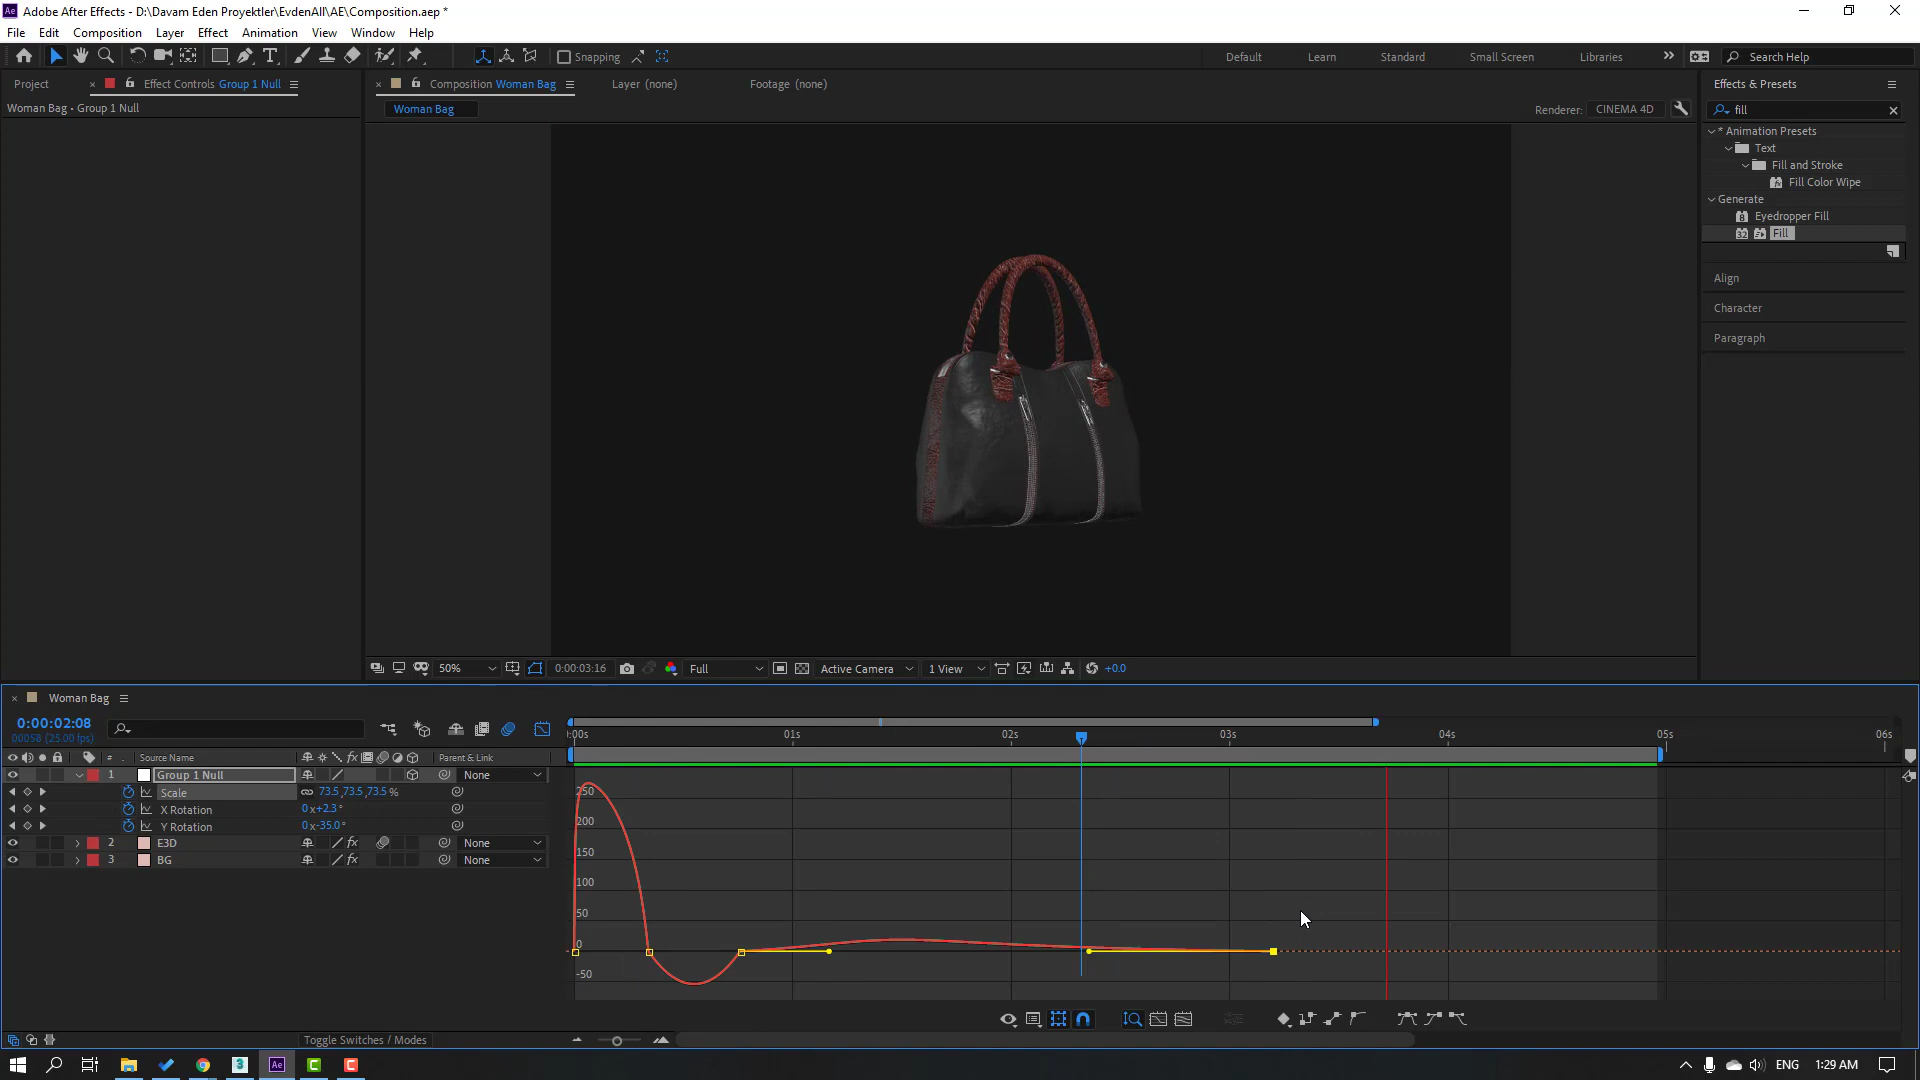 Adobe After Effects - D:\Davam Eden Proyektler\EvdenAll\AE\Composition.aep *
File Edit Composition Layer Effect Animation View Window Help
Snapping
Default Learn Standard Small Screen Libraries Search Help
Project Effect Controls Group 1 Null
Woman Bag • Group 1 Null
Composition Woman Bag Layer (none) Footage (none)
Woman Bag
Renderer: CINEMA 4D
Effects & Presets
fill
* Animation Presets
Text
Fill and Stroke
Fill Color Wipe
Generate
Eyedropper Fill
Fill
Align
Character
Paragraph
50% 0:00:03:16 Full Active Camera 1 View +0.0
Woman Bag
0:00:02:08
00058 (25.00 fps)
# Source Name Parent & Link
1 Group 1 Null None
Scale 73.5,73.5,73.5%
X Rotation 0x+2.3°
Y Rotation 0x-35.0°
2 E3D fx None
3 BG fx None
:00s 01s 02s 03s 04s 05s 06s
250
200
150
100
50
0
-50
Toggle Switches / Modes
ENG 1:29 AM